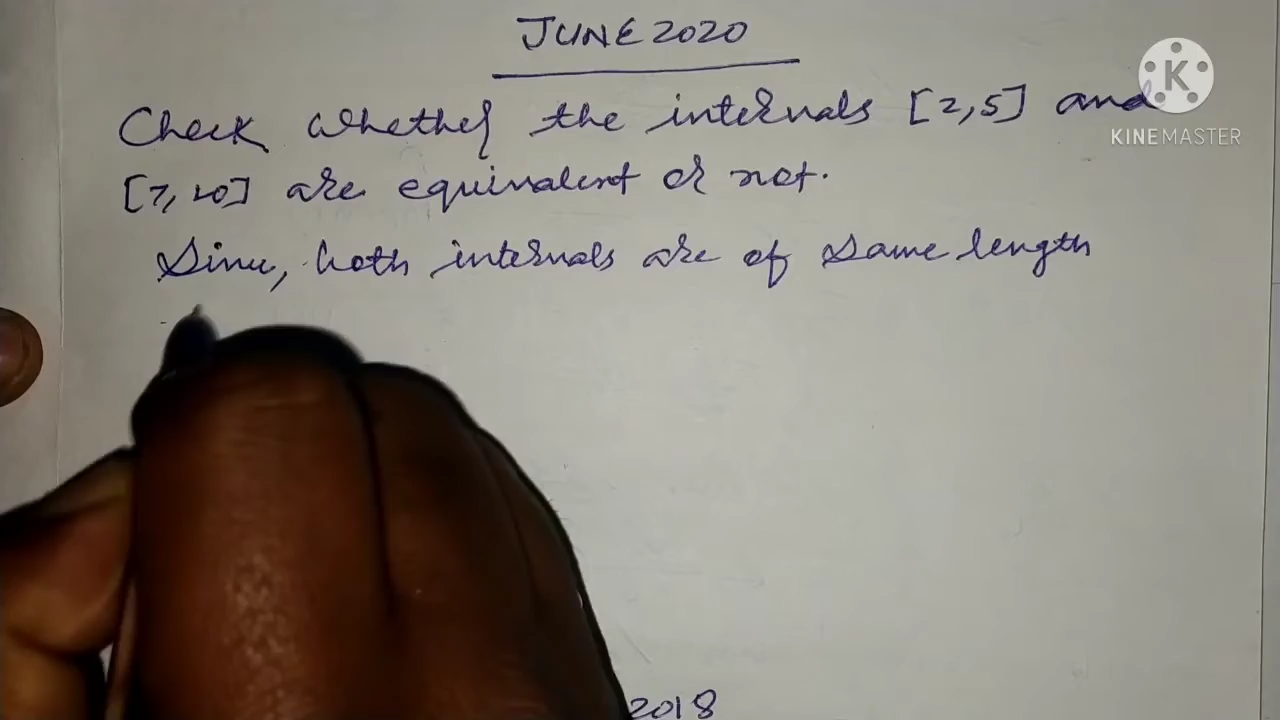 JUNE 2020
Check whether the intervals [2,5] and
KINEMASTER
[7,10] are equivalent or not.
Since, both intervals are of same length
2018